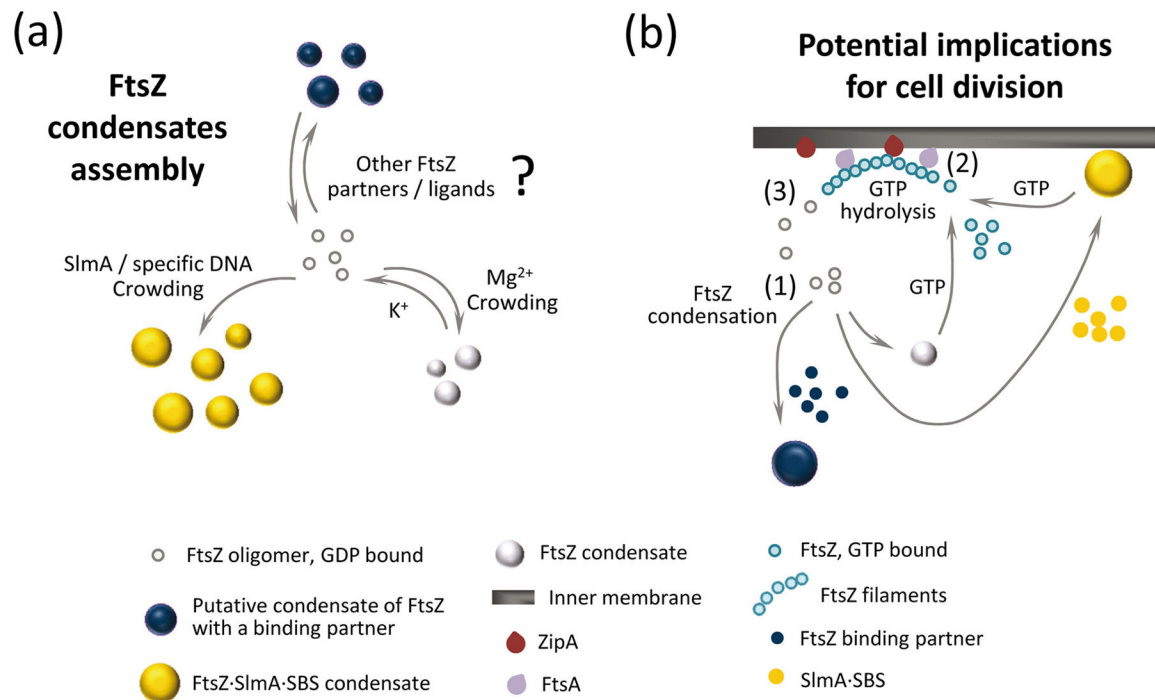 (a)
FtsZ
condensates
assembly
Other FtsZ
partners / ligands
?
SlmA / specific DNA
Crowding
Mg²⁺
Crowding
K⁺
(b)
Potential implications
for cell division
(2)
(3)
GTP
hydrolysis
GTP
(1)
FtsZ
condensation
GTP
FtsZ oligomer, GDP bound
Putative condensate of FtsZ
with a binding partner
FtsZ·SlmA·SBS condensate
FtsZ condensate
Inner membrane
ZipA
FtsA
FtsZ, GTP bound
FtsZ filaments
FtsZ binding partner
SlmA·SBS